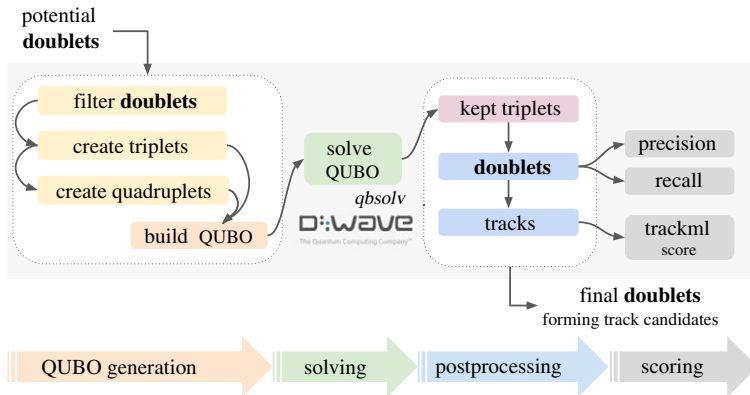 potential
doublets
filter doublets
create triplets
create quadruplets
build QUBO
solve
QUBO
qbsolv
D:Wave
The Quantum Computing Company™
kept triplets
doublets
tracks
precision
recall
trackml
score
final doublets
forming track candidates
QUBO generation
solving
postprocessing
scoring